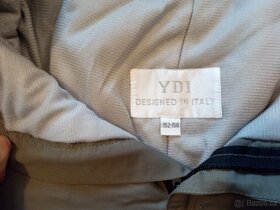 YDI
DESIGNED IN ITALY
152-158
Bazos.cz